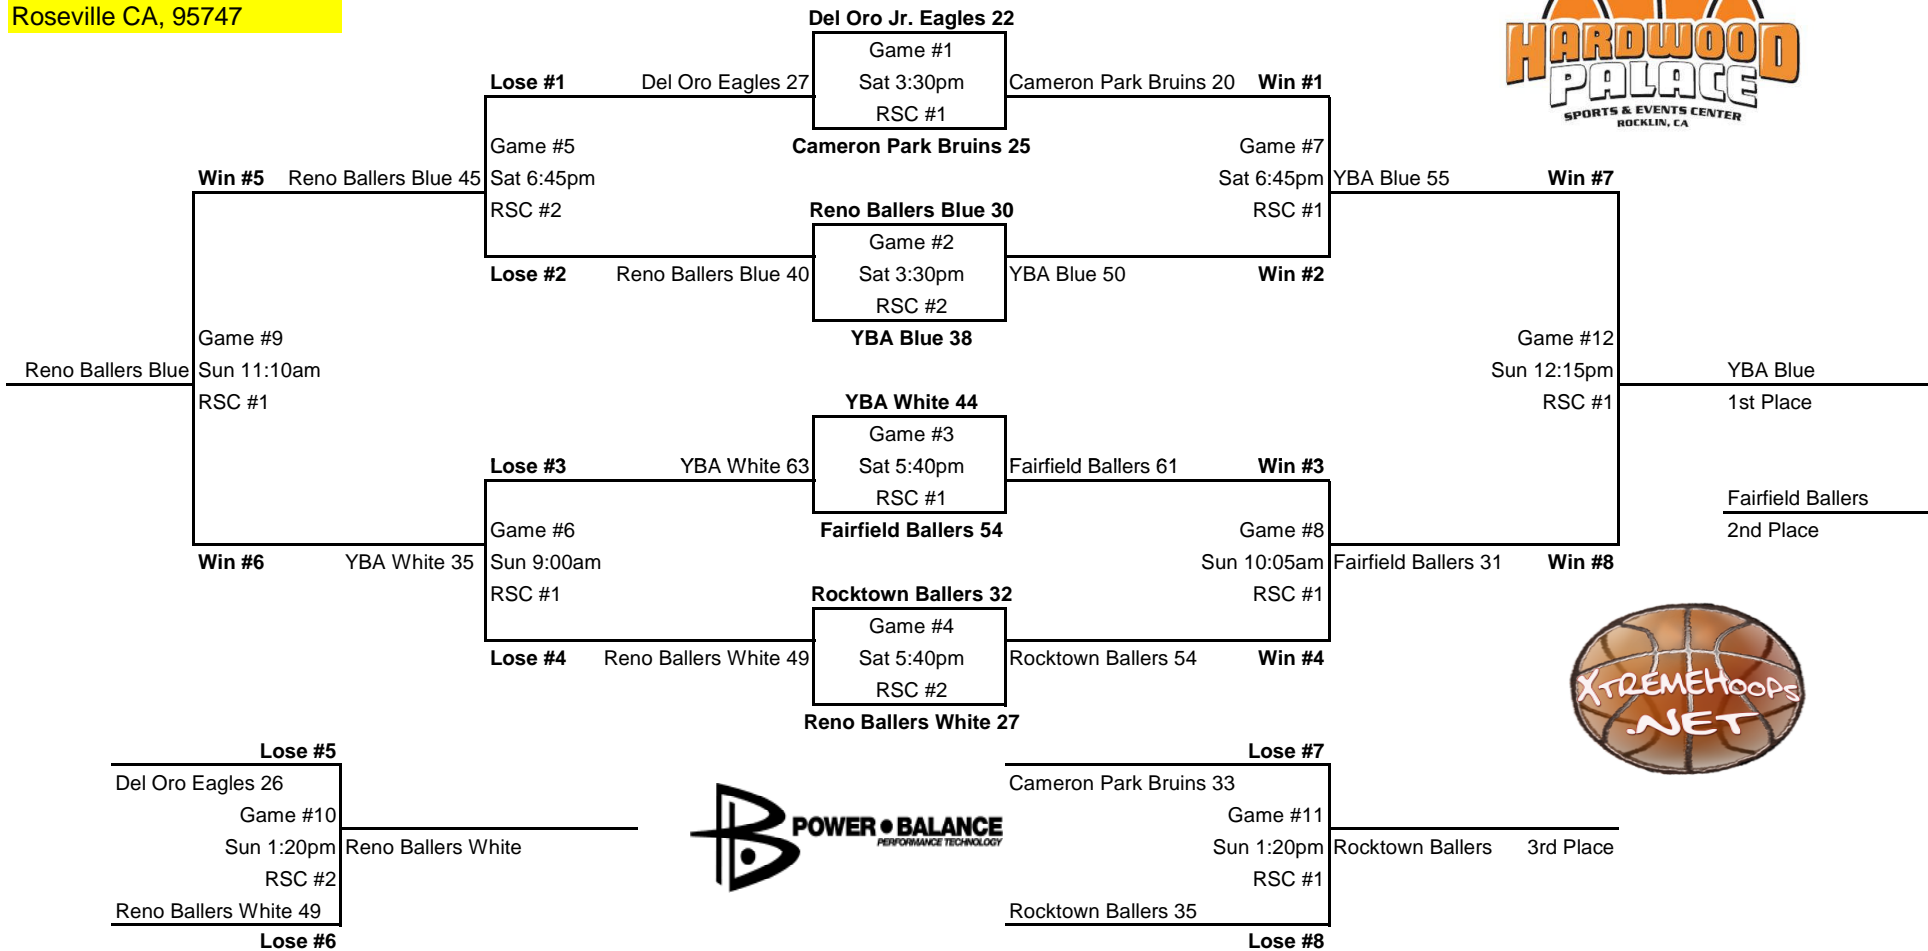 Roseville CA, 95747
Del Oro Jr. Eagles 22
Game #1
Lose #1 Del Oro Eagles 27 Sat 3:30pm Cameron Park Bruins 20 Win #1
RSC #1
HARDWOOD
PALACE
SPORTS & EVENTS CENTER
ROCKLIN, CA
Game #5 Cameron Park Bruins 25 Game #7
Win #5 Reno Ballers Blue 45 Sat 6:45pm Sat 6:45pm YBA Blue 55 Win #7
RSC #2 Reno Ballers Blue 30 RSC #1
Game #2
Lose #2 Reno Ballers Blue 40 Sat 3:30pm YBA Blue 50 Win #2
RSC #2
Game #9 YBA Blue 38 Game #12
Reno Ballers Blue Sun 11:10am Sun 12:15pm YBA Blue
RSC #1 YBA White 44 RSC #1 1st Place
Game #3
Lose #3 YBA White 63 Sat 5:40pm Fairfield Ballers 61 Win #3
RSC #1 Fairfield Ballers
Game #6 Fairfield Ballers 54 Game #8 2nd Place
Win #6 YBA White 35 Sun 9:00am Sun 10:05am Fairfield Ballers 31 Win #8
RSC #1 Rocktown Ballers 32 RSC #1
Game #4
Lose #4 Reno Ballers White 49 Sat 5:40pm Rocktown Ballers 54 Win #4
RSC #2
Reno Ballers White 27
XTREMEHOOPS
.NET
Lose #5 Lose #7
Del Oro Eagles 26 Cameron Park Bruins 33
Game #10 Game #11
POWER BALANCE
PERFORMANCE TECHNOLOGY
Sun 1:20pm Reno Ballers White Sun 1:20pm Rocktown Ballers 3rd Place
RSC #2 RSC #1
Reno Ballers White 49 Rocktown Ballers 35
Lose #6 Lose #8